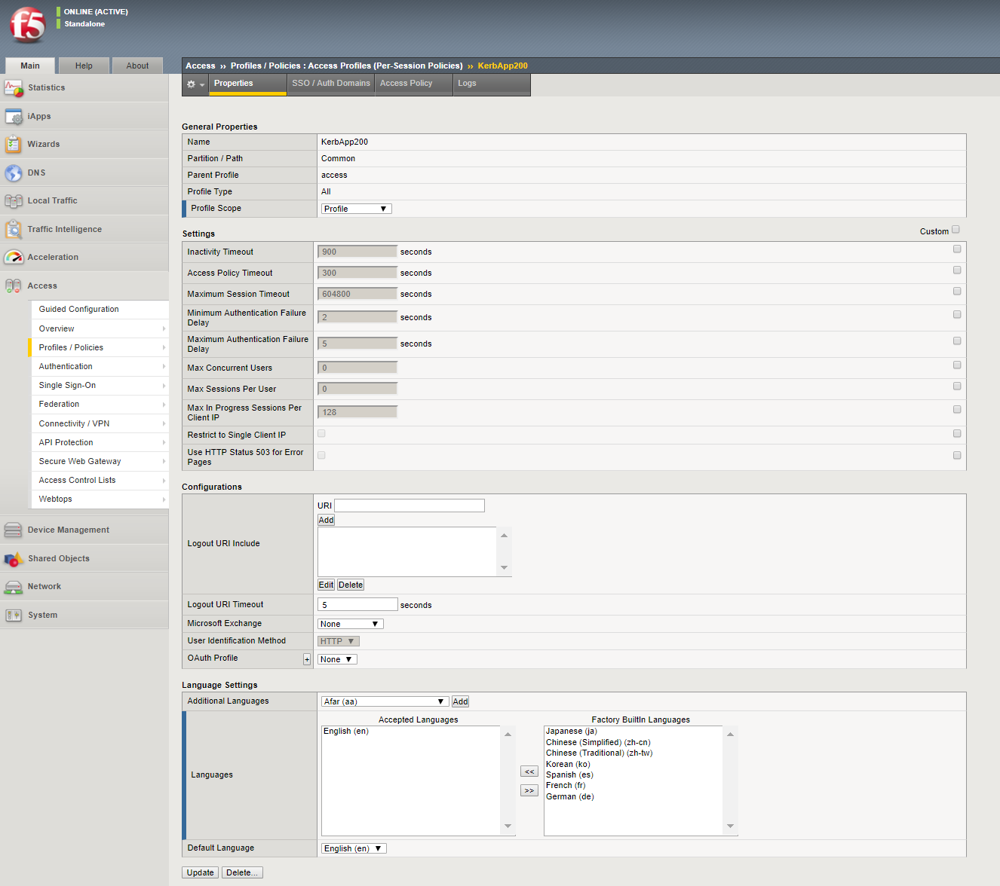 f5
ONLINE (ACTIVE)
Standalone
Main
Help
About
Access ›› Profiles / Policies : Access Profiles (Per-Session Policies) ›› KerbApp200
Properties
SSO / Auth Domains
Access Policy
Logs
Statistics
iApps
Wizards
DNS
Local Traffic
Traffic Intelligence
Acceleration
Access
Guided Configuration
Overview
Profiles / Policies
Authentication
Single Sign-On
Federation
Connectivity / VPN
API Protection
Secure Web Gateway
Access Control Lists
Webtops
Device Management
Shared Objects
Network
System
General Properties
Name KerbApp200
Partition / Path Common
Parent Profile access
Profile Type All
Profile Scope Profile
Settings Custom
Inactivity Timeout 900 seconds
Access Policy Timeout 300 seconds
Maximum Session Timeout 604800 seconds
Minimum Authentication Failure
Delay
2 seconds
Maximum Authentication Failure
Delay
5 seconds
Max Concurrent Users 0
Max Sessions Per User 0
Max In Progress Sessions Per
Client IP
128
Restrict to Single Client IP
Use HTTP Status 503 for Error
Pages
Configurations
Logout URI Include
URI
Add
Edit Delete
Logout URI Timeout 5 seconds
Microsoft Exchange None
User Identification Method HTTP
OAuth Profile + None
Language Settings
Additional Languages Afar (aa) Add
Languages
Accepted Languages
English (en)
<<
>>
Factory BuiltIn Languages
Japanese (ja)
Chinese (Simplified) (zh-cn)
Chinese (Traditional) (zh-tw)
Korean (ko)
Spanish (es)
French (fr)
German (de)
Default Language English (en)
Update Delete...